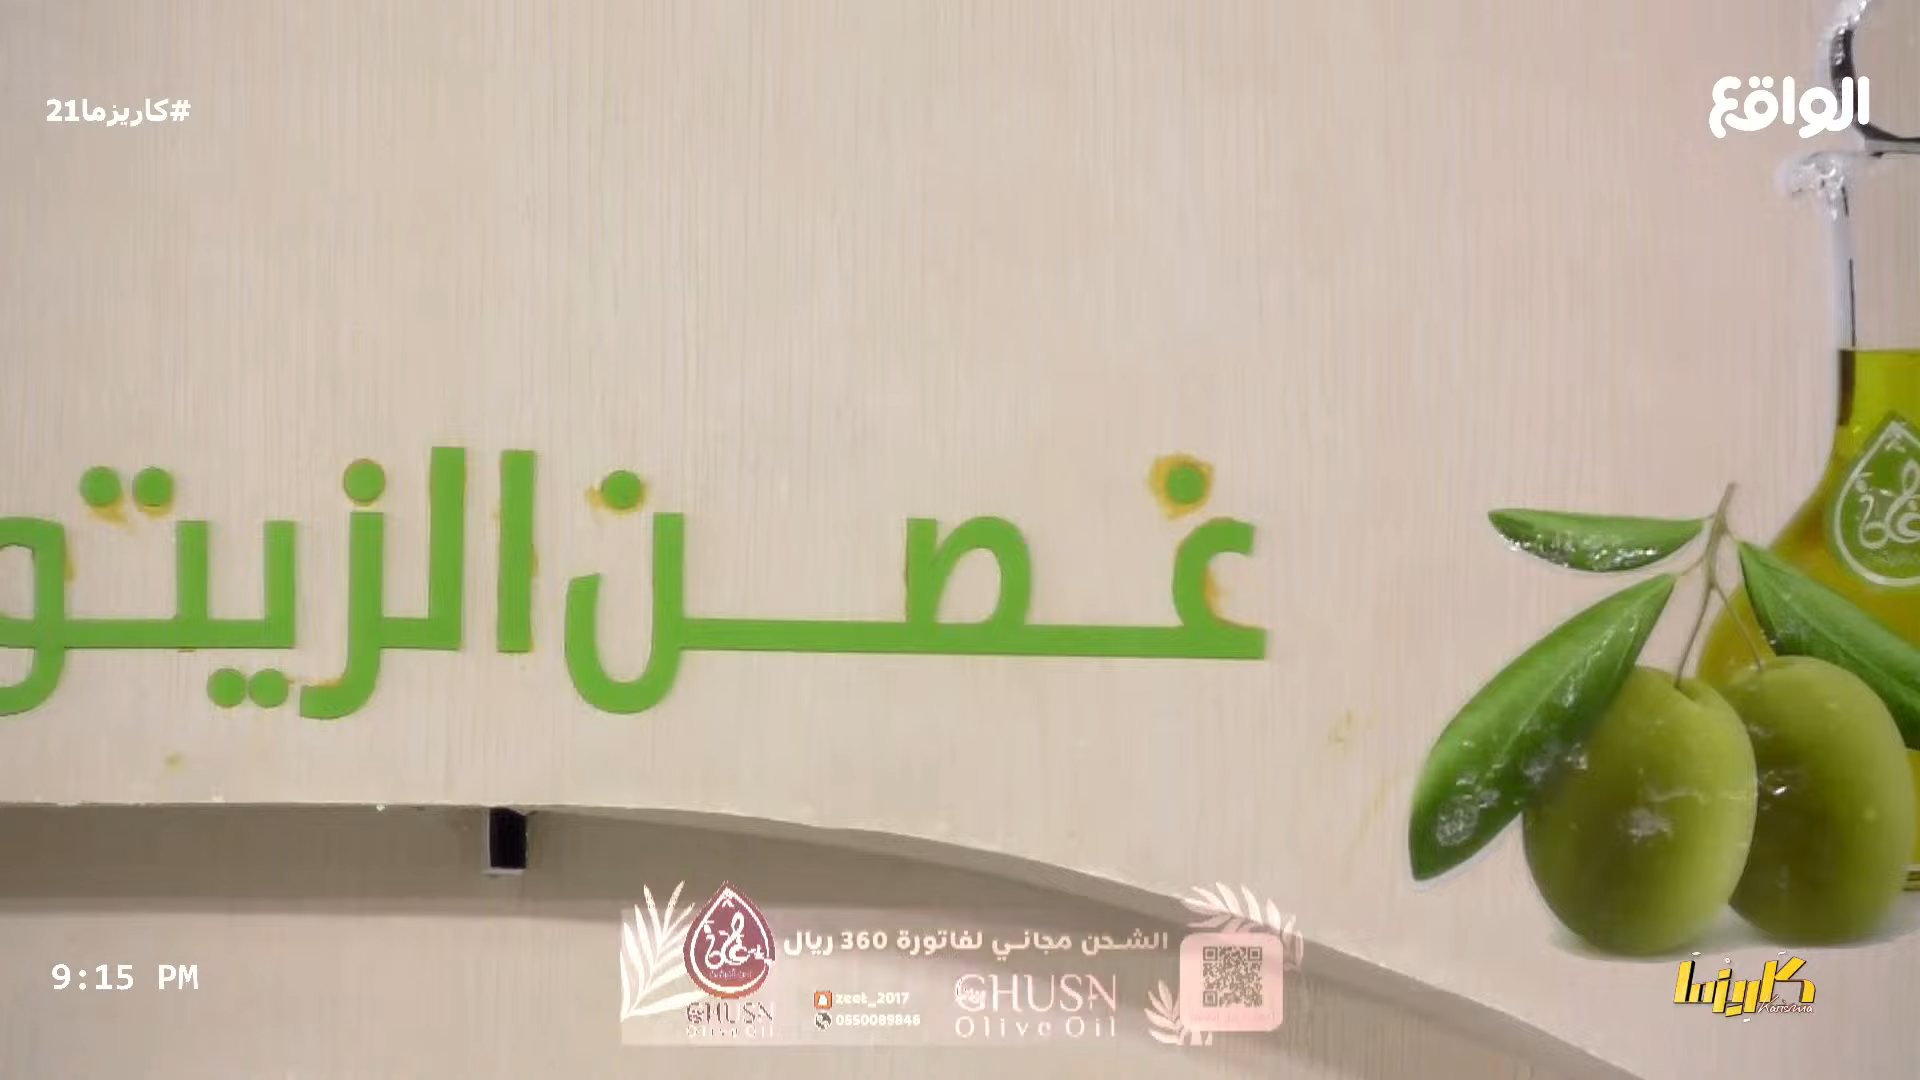 #كاريزما21
الواقع
غصن الزيتو
الشحن مجاني لفاتورة 360 ريال
GHUSN
Olive Oil
zeet_2017
0550089846
GHUSN
Olive Oil
9:15 PM
كاريزما
Karisma